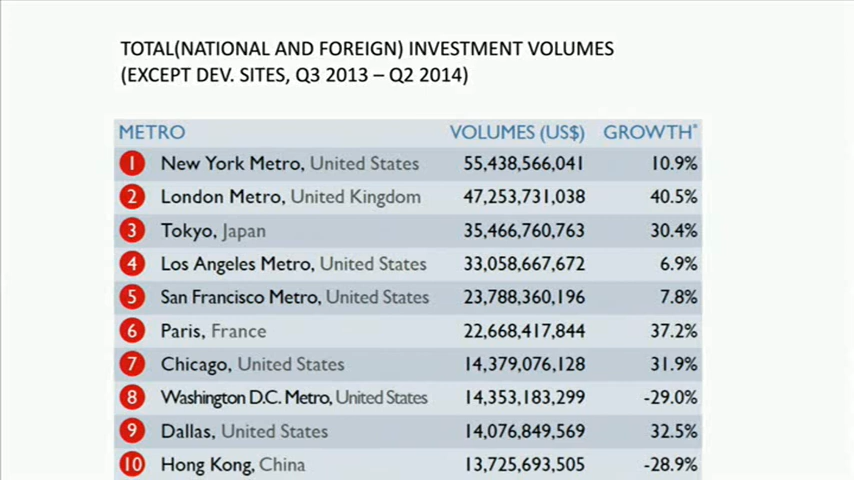 TOTAL(NATIONAL AND FOREIGN) INVESTMENT VOLUMES
(EXCEPT DEV. SITES, Q3 2013 – Q2 2014)
METRO VOLUMES (US$) GROWTH*
1 New York Metro, United States 55,438,566,041 10.9%
2 London Metro, United Kingdom 47,253,731,038 40.5%
3 Tokyo, Japan 35,466,760,763 30.4%
4 Los Angeles Metro, United States 33,058,667,672 6.9%
5 San Francisco Metro, United States 23,788,360,196 7.8%
6 Paris, France 22,668,417,844 37.2%
7 Chicago, United States 14,379,076,128 31.9%
8 Washington D.C. Metro, United States 14,353,183,299 -29.0%
9 Dallas, United States 14,076,849,569 32.5%
10 Hong Kong, China 13,725,693,505 -28.9%